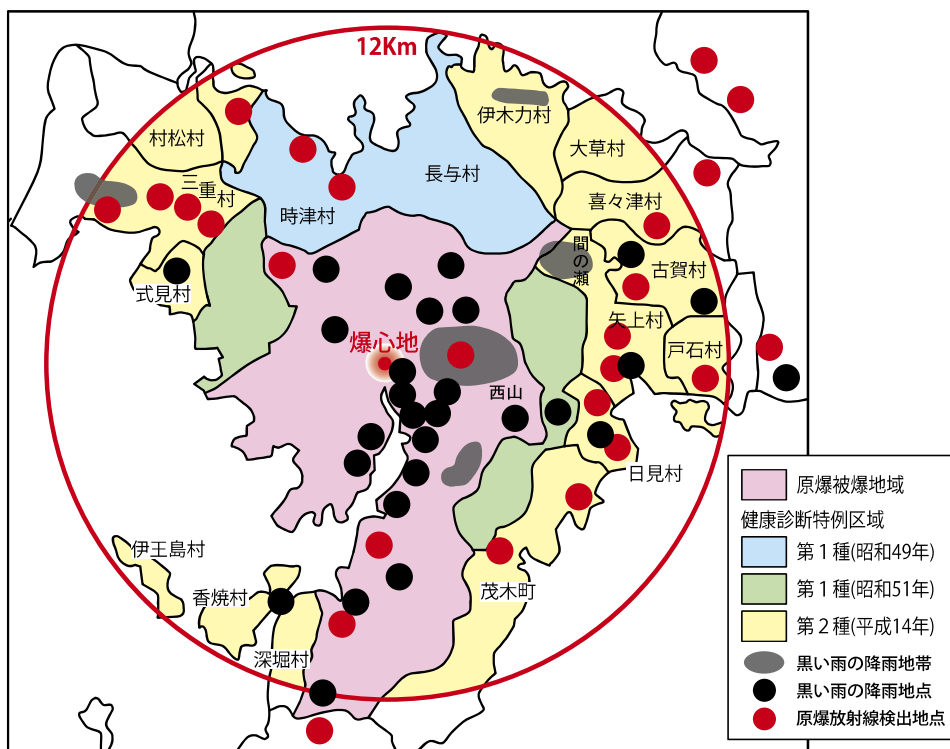 12Km
伊木力村
村松村
大草村
長与村
三重村
喜々津村
時津村
間の瀬
古賀村
式見村
矢上村
爆心地
戸石村
西山
日見村
伊王島村
香焼村
茂木町
深堀村
原爆被爆地域
健康診断特例区域
第1種(昭和49年)
第1種(昭和51年)
第2種(平成14年)
黒い雨の降雨地帯
黒い雨の降雨地点
原爆放射線検出地点